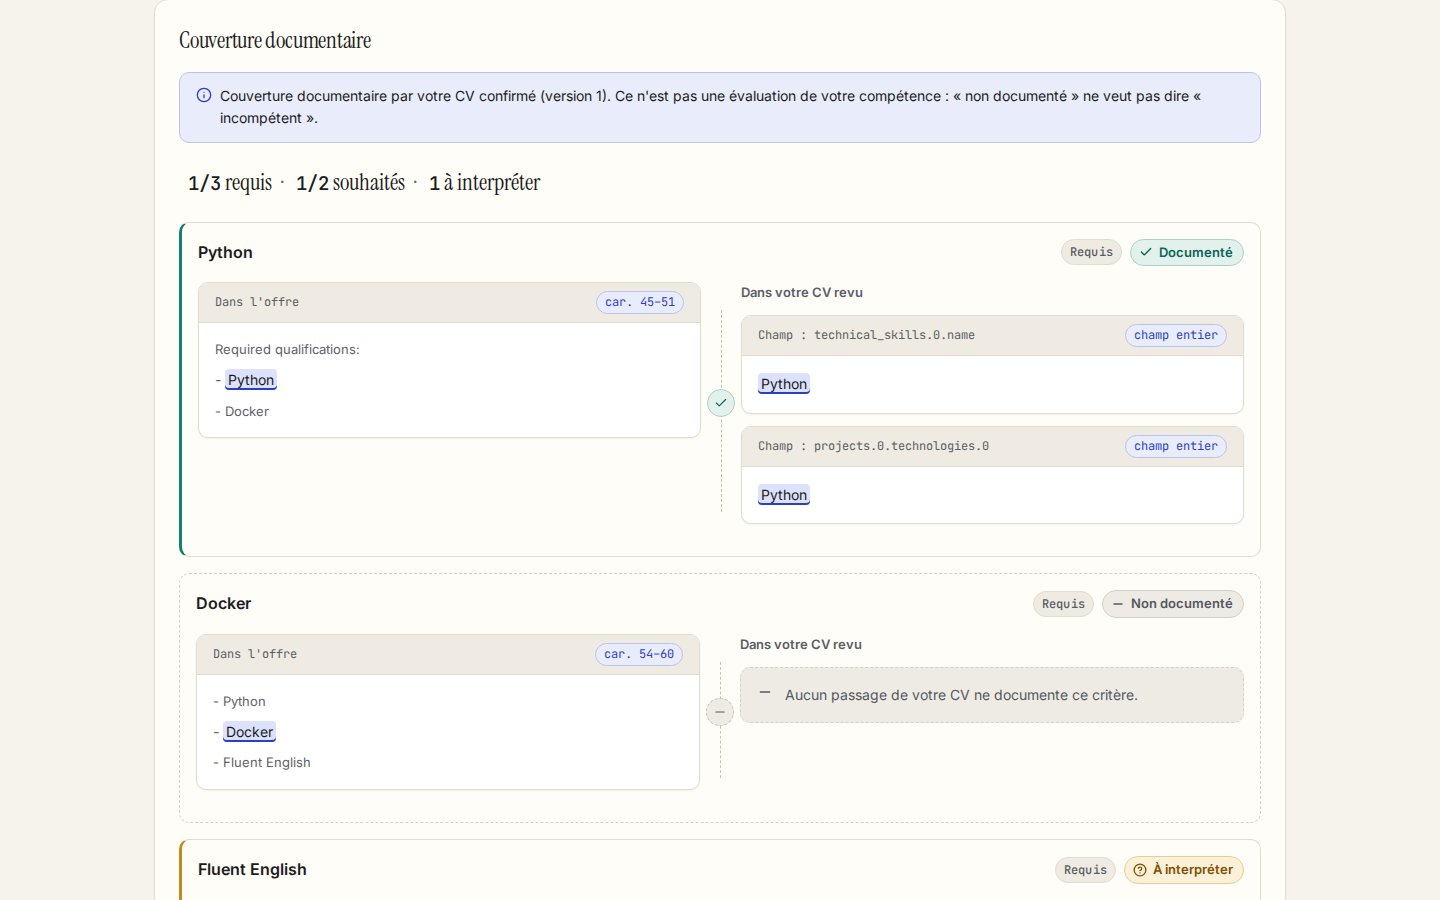 Couverture documentaire
Couverture documentaire par votre CV confirmé (version 1). Ce n'est pas une évaluation de votre compétence : « non documenté » ne veut pas dire «
incompétent ».
1/3 requis · 1/2 souhaités · 1 à interpréter
Python
Requis
Documenté
Dans l'offre
car. 45–51
Required qualifications:
- Python
- Docker
Dans votre CV revu
Champ : technical_skills.0.name
champ entier
Python
Champ : projects.0.technologies.0
champ entier
Python
Docker
Requis
Non documenté
Dans l'offre
car. 54–60
- Python
- Docker
- Fluent English
Dans votre CV revu
Aucun passage de votre CV ne documente ce critère.
Fluent English
Requis
À interpréter